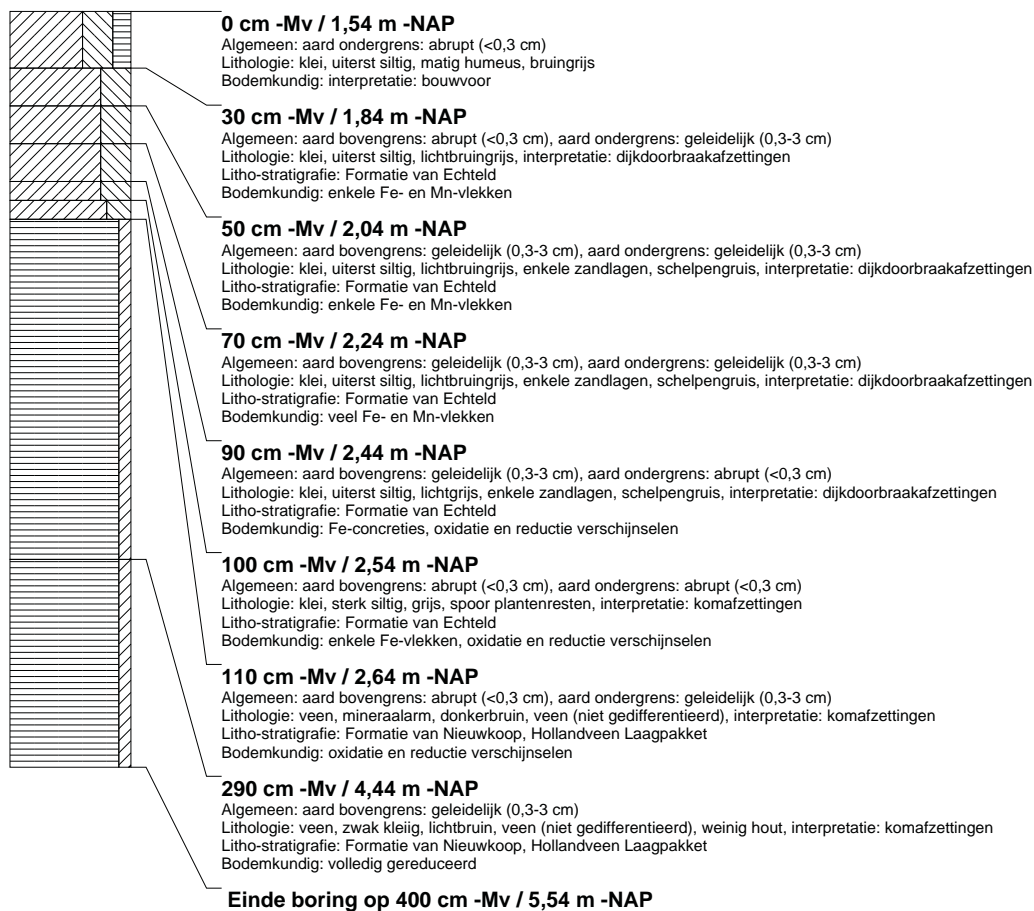 0 cm -Mv / 1,54 m -NAP
Algemeen: aard ondergrens: abrupt (<0,3 cm)
Lithologie: klei, uiterst siltig, matig humeus, bruingrijs
Bodemkundig: interpretatie: bouwvoor
30 cm -Mv / 1,84 m -NAP
Algemeen: aard bovengrens: abrupt (<0,3 cm), aard ondergrens: geleidelijk (0,3-3 cm)
Lithologie: klei, uiterst siltig, lichtbruingrijs, interpretatie: dijkdoorbraakafzettingen
Litho-stratigrafie: Formatie van Echteld
Bodemkundig: enkele Fe- en Mn-vlekken
50 cm -Mv / 2,04 m -NAP
Algemeen: aard bovengrens: geleidelijk (0,3-3 cm), aard ondergrens: geleidelijk (0,3-3 cm)
Lithologie: klei, uiterst siltig, lichtbruingrijs, enkele zandlagen, schelpengruis, interpretatie: dijkdoorbraakafzettingen
Litho-stratigrafie: Formatie van Echteld
Bodemkundig: enkele Fe- en Mn-vlekken
70 cm -Mv / 2,24 m -NAP
Algemeen: aard bovengrens: geleidelijk (0,3-3 cm), aard ondergrens: geleidelijk (0,3-3 cm)
Lithologie: klei, uiterst siltig, lichtbruingrijs, enkele zandlagen, schelpengruis, interpretatie: dijkdoorbraakafzettingen
Litho-stratigrafie: Formatie van Echteld
Bodemkundig: veel Fe- en Mn-vlekken
90 cm -Mv / 2,44 m -NAP
Algemeen: aard bovengrens: geleidelijk (0,3-3 cm), aard ondergrens: abrupt (<0,3 cm)
Lithologie: klei, uiterst siltig, lichtgrijs, enkele zandlagen, schelpengruis, interpretatie: dijkdoorbraakafzettingen
Litho-stratigrafie: Formatie van Echteld
Bodemkundig: Fe-concreties, oxidatie en reductie verschijnselen
100 cm -Mv / 2,54 m -NAP
Algemeen: aard bovengrens: abrupt (<0,3 cm), aard ondergrens: abrupt (<0,3 cm)
Lithologie: klei, sterk siltig, grijs, spoor plantenresten, interpretatie: komafzettingen
Litho-stratigrafie: Formatie van Echteld
Bodemkundig: enkele Fe-vlekken, oxidatie en reductie verschijnselen
110 cm -Mv / 2,64 m -NAP
Algemeen: aard bovengrens: abrupt (<0,3 cm), aard ondergrens: geleidelijk (0,3-3 cm)
Lithologie: veen, mineraalarm, donkerbruin, veen (niet gedifferentieerd), interpretatie: komafzettingen
Litho-stratigrafie: Formatie van Nieuwkoop, Hollandveen Laagpakket
Bodemkundig: oxidatie en reductie verschijnselen
290 cm -Mv / 4,44 m -NAP
Algemeen: aard bovengrens: geleidelijk (0,3-3 cm)
Lithologie: veen, zwak kleiig, lichtbruin, veen (niet gedifferentieerd), weinig hout, interpretatie: komafzettingen
Litho-stratigrafie: Formatie van Nieuwkoop, Hollandveen Laagpakket
Bodemkundig: volledig gereduceerd
Einde boring op 400 cm -Mv / 5,54 m -NAP